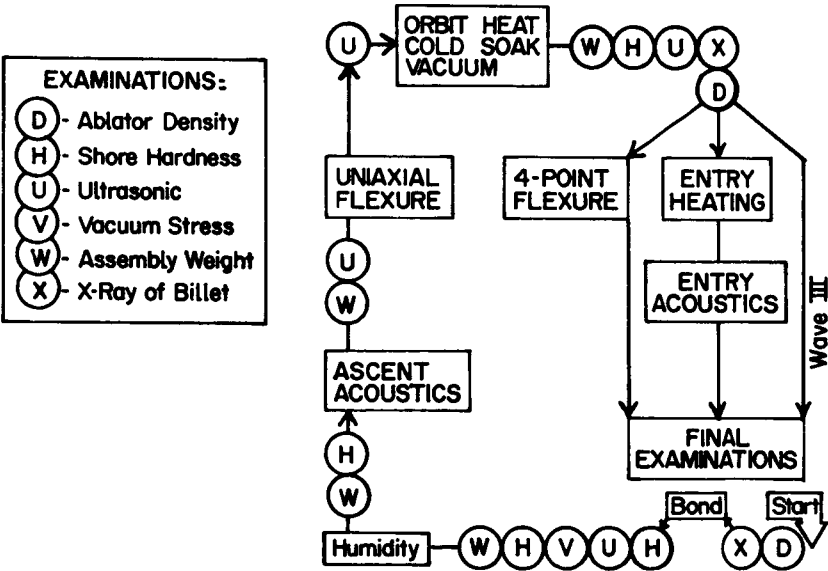 EXAMINATIONS:
D - Ablator Density
H - Shore Hardness
U - Ultrasonic
V - Vacuum Stress
W - Assembly Weight
X - X-Ray of Billet
U
ORBIT HEAT
COLD SOAK
VACUUM
W H U X
D
UNIAXIAL
FLEXURE
4-POINT
FLEXURE
ENTRY
HEATING
U
W
ENTRY
ACOUSTICS
Wave III
ASCENT
ACOUSTICS
FINAL
EXAMINATIONS
H
W
Bond
Start
Humidity
W H V U H
X D